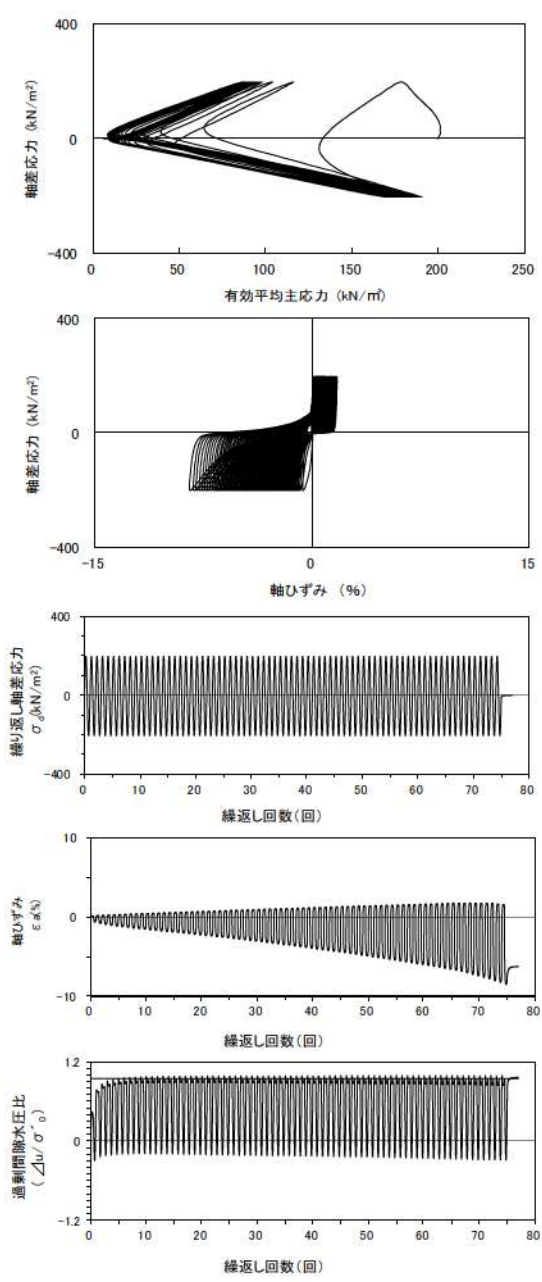 400
0
-400
軸差応力 (kN/m²)
0 50 100 150 200 250
有効平均主応力 (kN/㎡)
400
0
-400
軸差応力 (kN/m²)
-15 0 15
軸ひずみ (%)
400
0
-400
繰り返し軸差応力
σd(kN/m²)
0 10 20 30 40 50 60 70 80
繰返し回数(回)
10
0
-10
軸ひずみ
εa(%)
0 10 20 30 40 50 60 70 80
繰返し回数(回)
1.2
0
-1.2
過剰間隙水圧比
(⊿u/σ´0)
0 10 20 30 40 50 60 70 80
繰返し回数(回)